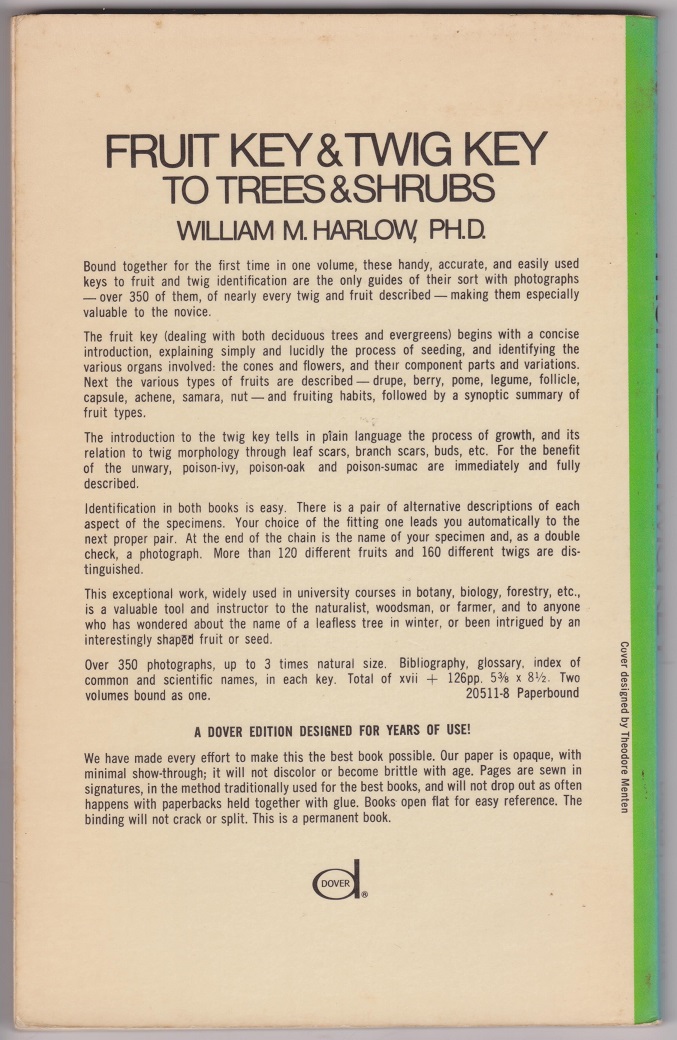 FRUIT KEY & TWIG KEY
TO TREES & SHRUBS
WILLIAM M. HARLOW, PH.D.
Bound together for the first time in one volume, these handy, accurate, and easily used
keys to fruit and twig identification are the only guides of their sort with photographs
— over 350 of them, of nearly every twig and fruit described — making them especially
valuable to the novice.
The fruit key (dealing with both deciduous trees and evergreens) begins with a concise
introduction, explaining simply and lucidly the process of seeding, and identifying the
various organs involved: the cones and flowers, and their component parts and variations.
Next the various types of fruits are described — drupe, berry, pome, legume, follicle,
capsule, achene, samara, nut — and fruiting habits, followed by a synoptic summary of
fruit types.
The introduction to the twig key tells in plain language the process of growth, and its
relation to twig morphology through leaf scars, branch scars, buds, etc. For the benefit
of the unwary, poison-ivy, poison-oak and poison-sumac are immediately and fully
described.
Identification in both books is easy. There is a pair of alternative descriptions of each
aspect of the specimens. Your choice of the fitting one leads you automatically to the
next proper pair. At the end of the chain is the name of your specimen and, as a double
check, a photograph. More than 120 different fruits and 160 different twigs are dis-
tinguished.
This exceptional work, widely used in university courses in botany, biology, forestry, etc.,
is a valuable tool and instructor to the naturalist, woodsman, or farmer, and to anyone
who has wondered about the name of a leafless tree in winter, or been intrigued by an
interestingly shaped fruit or seed.
Over 350 photographs, up to 3 times natural size. Bibliography, glossary, index of
common and scientific names, in each key. Total of xvii + 126pp. 5⅜ x 8½. Two
volumes bound as one. 20511-8 Paperbound
A DOVER EDITION DESIGNED FOR YEARS OF USE!
We have made every effort to make this the best book possible. Our paper is opaque, with
minimal show-through; it will not discolor or become brittle with age. Pages are sewn in
signatures, in the method traditionally used for the best books, and will not drop out as often
happens with paperbacks held together with glue. Books open flat for easy reference. The
binding will not crack or split. This is a permanent book.
DOVER ®
Cover designed by Theodore Menten